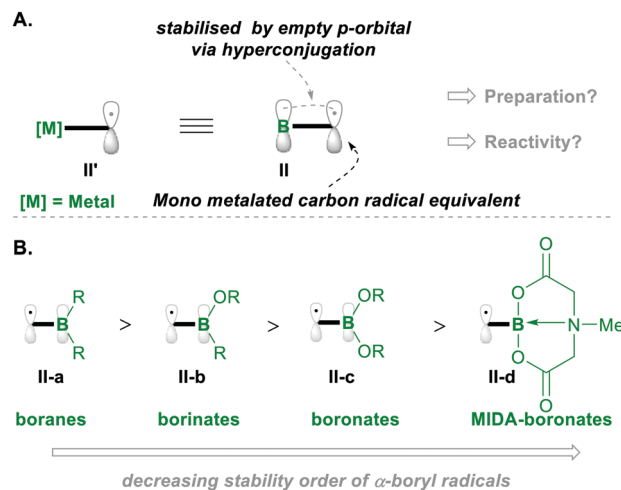 A.
stabilised by empty p-orbital
via hyperconjugation
[M]
B
II'
II
[M] = Metal
Mono metalated carbon radical equivalent
Preparation?
Reactivity?
B.
R
B
R
>
OR
B
R
>
OR
B
OR
>
O
O
B
N
Me
O
O
II-a
II-b
II-c
II-d
boranes
borinates
boronates
MIDA-boronates
decreasing stability order of α-boryl radicals